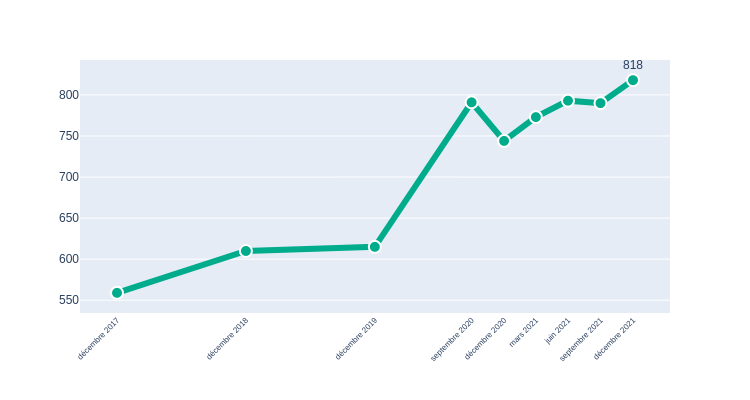 818
800
750
700
650
600
550
décembre 2017
décembre 2018
décembre 2019
septembre 2020
décembre 2020
mars 2021
juin 2021
septembre 2021
décembre 2021